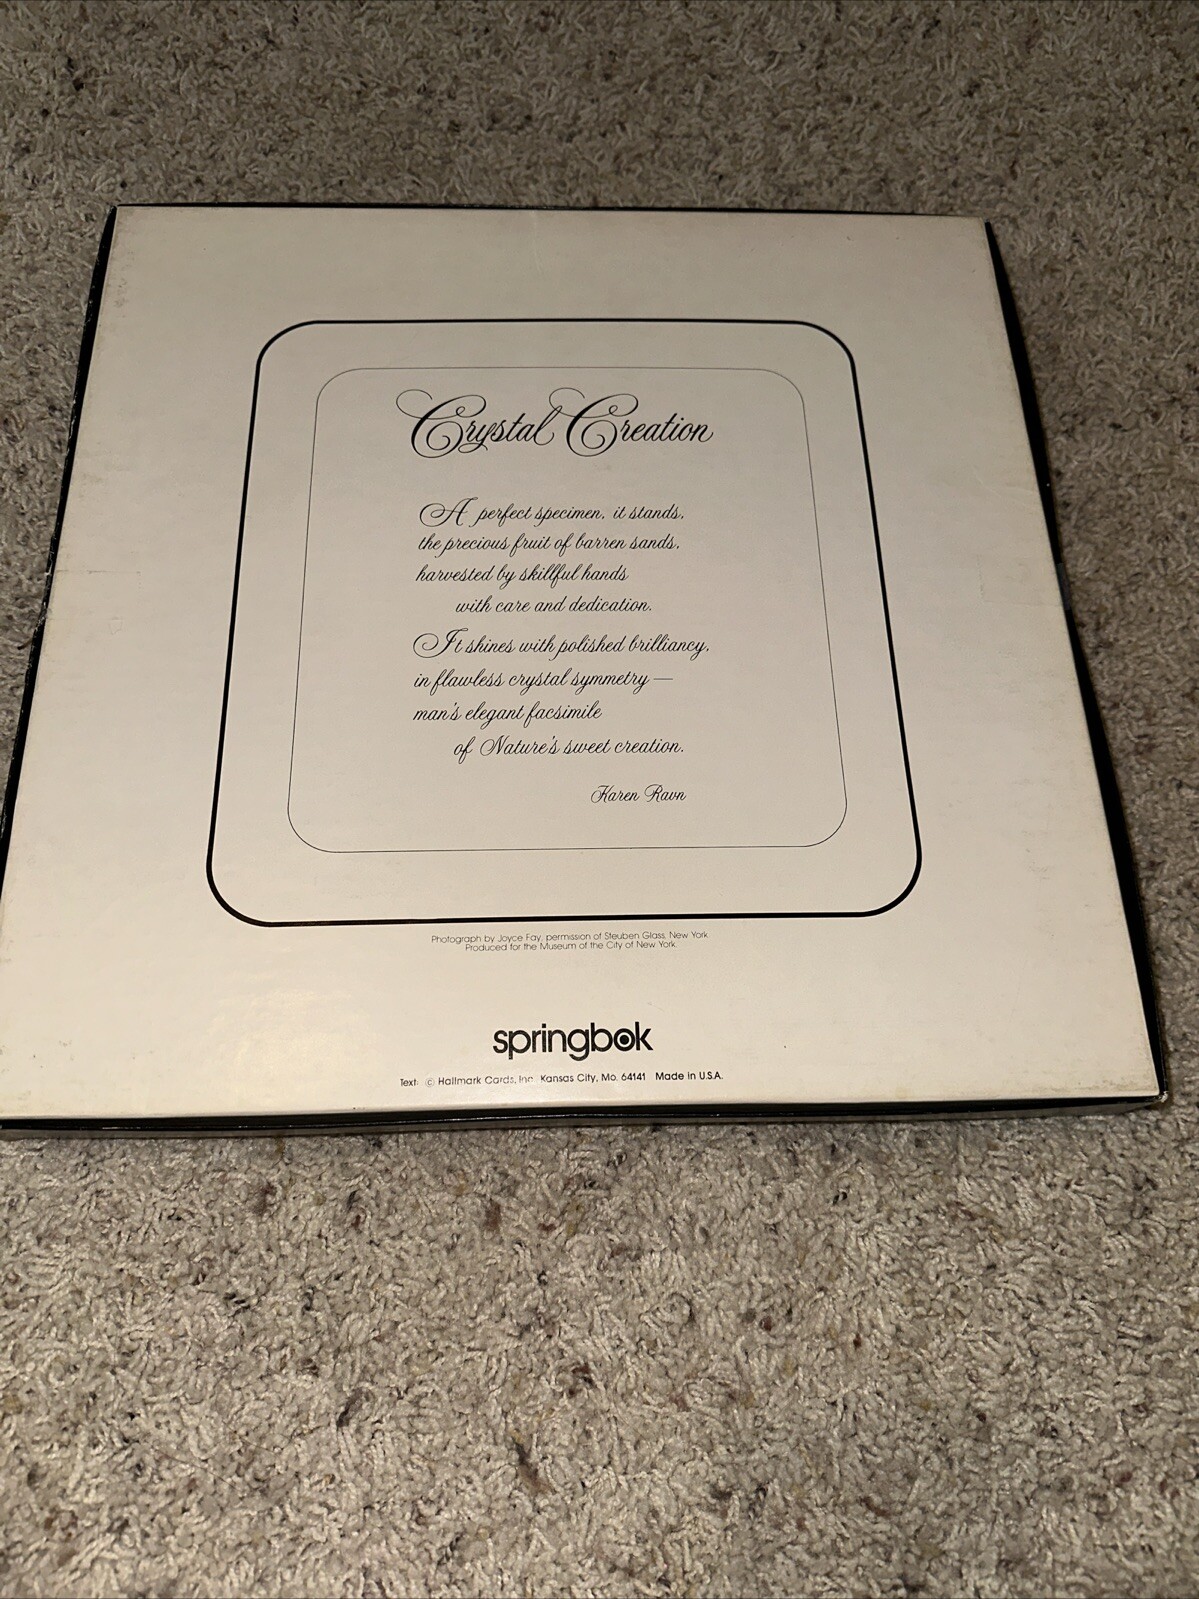 Crystal Creation
A perfect specimen, it stands,
the precious fruit of barren sands,
harvested by skillful hands
with care and dedication.
It shines with polished brilliancy,
in flawless crystal symmetry —
man's elegant facsimile
of Nature's sweet creation.
Karen Ravn
Photograph by Joyce Fay, permission of Steuben Glass, New York.
Produced for the Museum of the City of New York.
springbok
Text: © Hallmark Cards, Inc. Kansas City, Mo. 64141 Made in U.S.A.